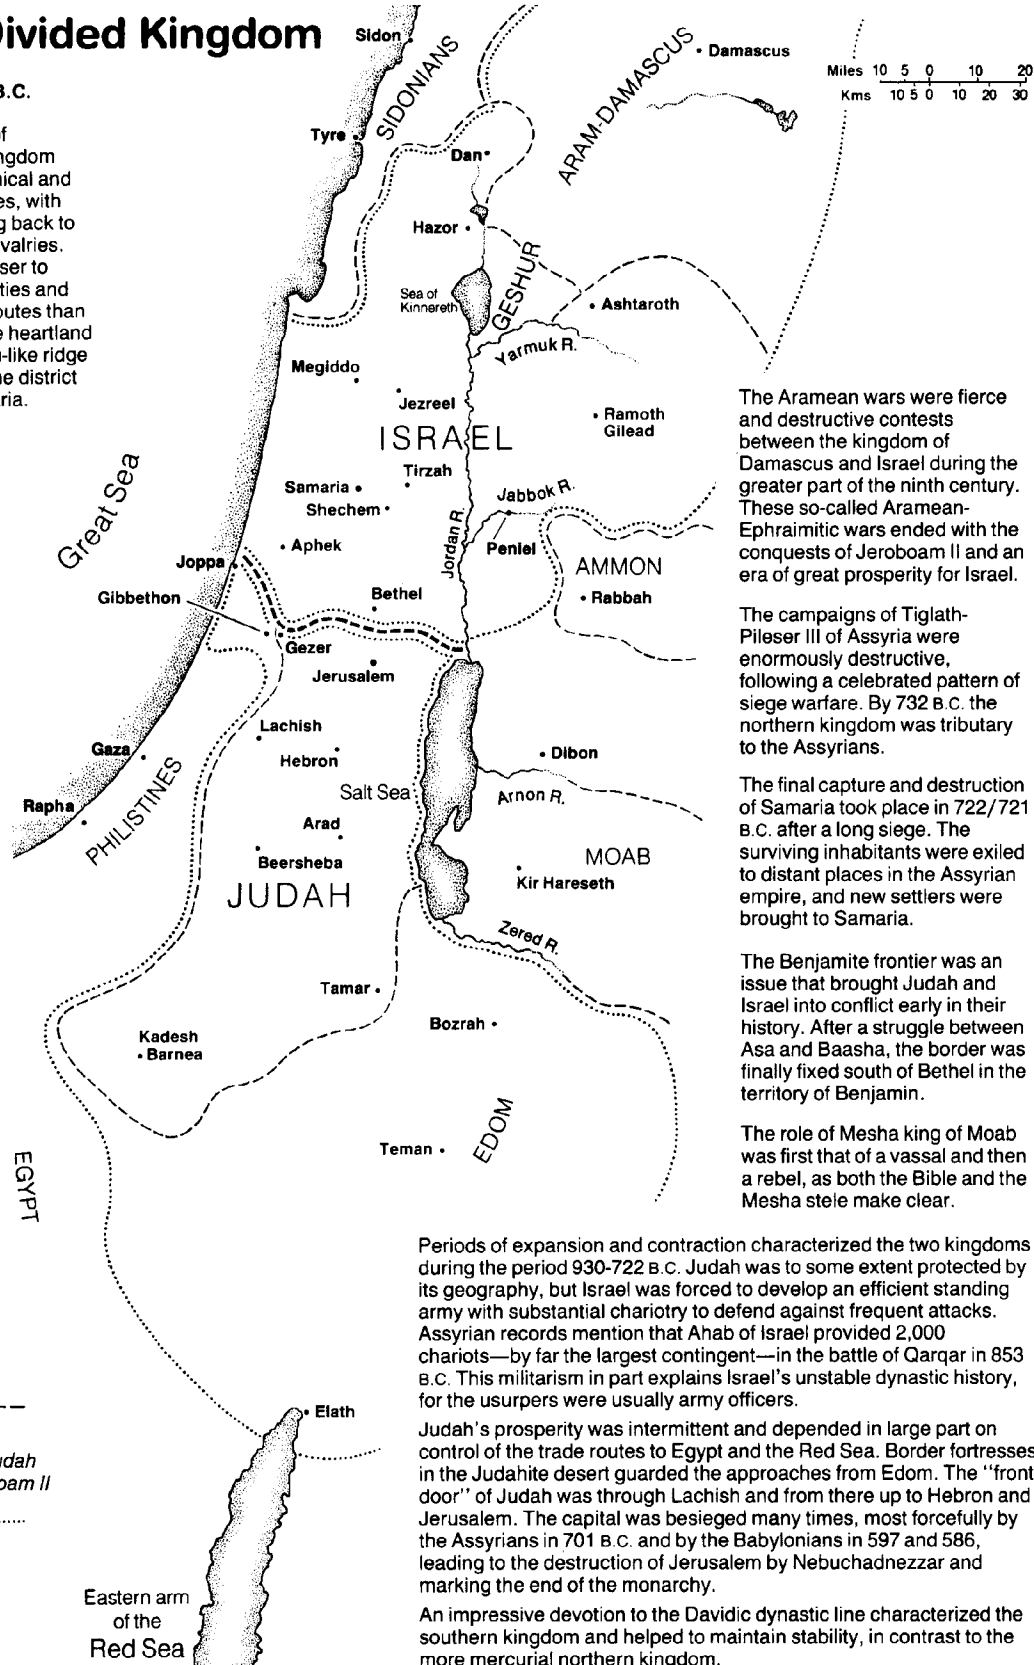 Divided Kingdom
B.C.
of
ngdom
nical and
es, with
g back to
valries.
ser to
ties and
outes than
e heartland
-like ridge
ne district
ria.
Sidon
SIDONIANS
Tyre
Dan
ARAM-DAMASCUS
Damascus
Miles 10 5 0 10 20
Kms 10 5 0 10 20 30
Hazor
Sea of
Kinnereth
GESHUR
Ashtaroth
Yarmuk R.
Megiddo
Jezreel
ISRAEL
Ramoth
Gilead
Tirzah
Samaria
Shechem
Jabbok R.
Great Sea
Jordan R.
Aphek
Peniel
Joppa
AMMON
Gibbethon
Bethel
Rabbah
Gezer
Jerusalem
Lachish
Gaza
Hebron
Dibon
PHILISTINES
Salt Sea
Arnon R.
Rapha
Arad
Beersheba
MOAB
Kir Hareseth
JUDAH
Zered R.
Tamar
Kadesh
Barnea
Bozrah
EGYPT
Teman
EDOM
Elath
udah
oam II
Eastern arm
of the
Red Sea
The Aramean wars were fierce
and destructive contests
between the kingdom of
Damascus and Israel during the
greater part of the ninth century.
These so-called Aramean-
Ephraimitic wars ended with the
conquests of Jeroboam II and an
era of great prosperity for Israel.
The campaigns of Tiglath-
Pileser III of Assyria were
enormously destructive,
following a celebrated pattern of
siege warfare. By 732 B.C. the
northern kingdom was tributary
to the Assyrians.
The final capture and destruction
of Samaria took place in 722/721
B.C. after a long siege. The
surviving inhabitants were exiled
to distant places in the Assyrian
empire, and new settlers were
brought to Samaria.
The Benjamite frontier was an
issue that brought Judah and
Israel into conflict early in their
history. After a struggle between
Asa and Baasha, the border was
finally fixed south of Bethel in the
territory of Benjamin.
The role of Mesha king of Moab
was first that of a vassal and then
a rebel, as both the Bible and the
Mesha stele make clear.
Periods of expansion and contraction characterized the two kingdoms
during the period 930-722 B.C. Judah was to some extent protected by
its geography, but Israel was forced to develop an efficient standing
army with substantial chariotry to defend against frequent attacks.
Assyrian records mention that Ahab of Israel provided 2,000
chariots—by far the largest contingent—in the battle of Qarqar in 853
B.C. This militarism in part explains Israel's unstable dynastic history,
for the usurpers were usually army officers.
Judah's prosperity was intermittent and depended in large part on
control of the trade routes to Egypt and the Red Sea. Border fortresses
in the Judahite desert guarded the approaches from Edom. The "front
door" of Judah was through Lachish and from there up to Hebron and
Jerusalem. The capital was besieged many times, most forcefully by
the Assyrians in 701 B.C. and by the Babylonians in 597 and 586,
leading to the destruction of Jerusalem by Nebuchadnezzar and
marking the end of the monarchy.
An impressive devotion to the Davidic dynastic line characterized the
southern kingdom and helped to maintain stability, in contrast to the
more mercurial northern kingdom.